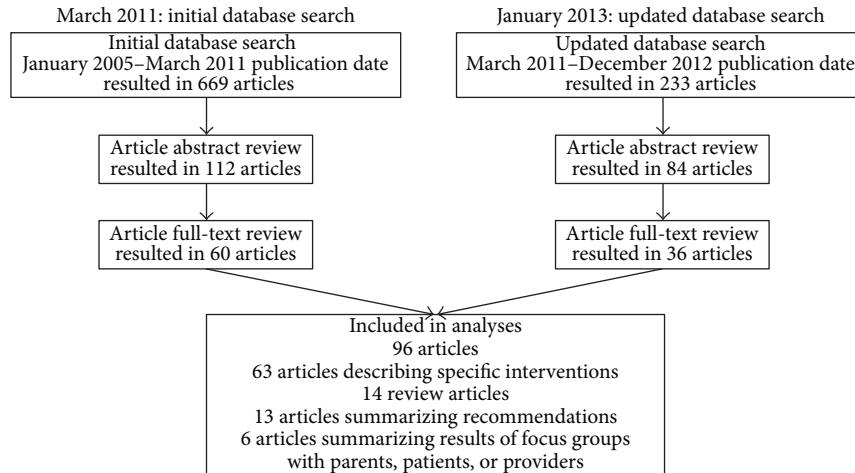 March 2011: initial database search
Initial database search
January 2005–March 2011 publication date
resulted in 669 articles
Article abstract review
resulted in 112 articles
Article full-text review
resulted in 60 articles
January 2013: updated database search
Updated database search
March 2011–December 2012 publication date
resulted in 233 articles
Article abstract review
resulted in 84 articles
Article full-text review
resulted in 36 articles
Included in analyses
96 articles
63 articles describing specific interventions
14 review articles
13 articles summarizing recommendations
6 articles summarizing results of focus groups
with parents, patients, or providers